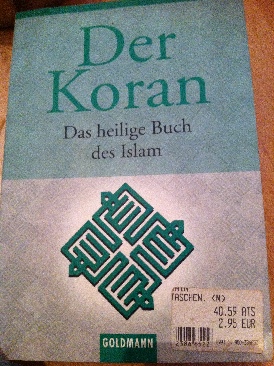 Der
Koran
Das heilige Buch
des Islam
TASCHEN. <N>
40.59 ATS
2.95 EUR
GOLDMANN